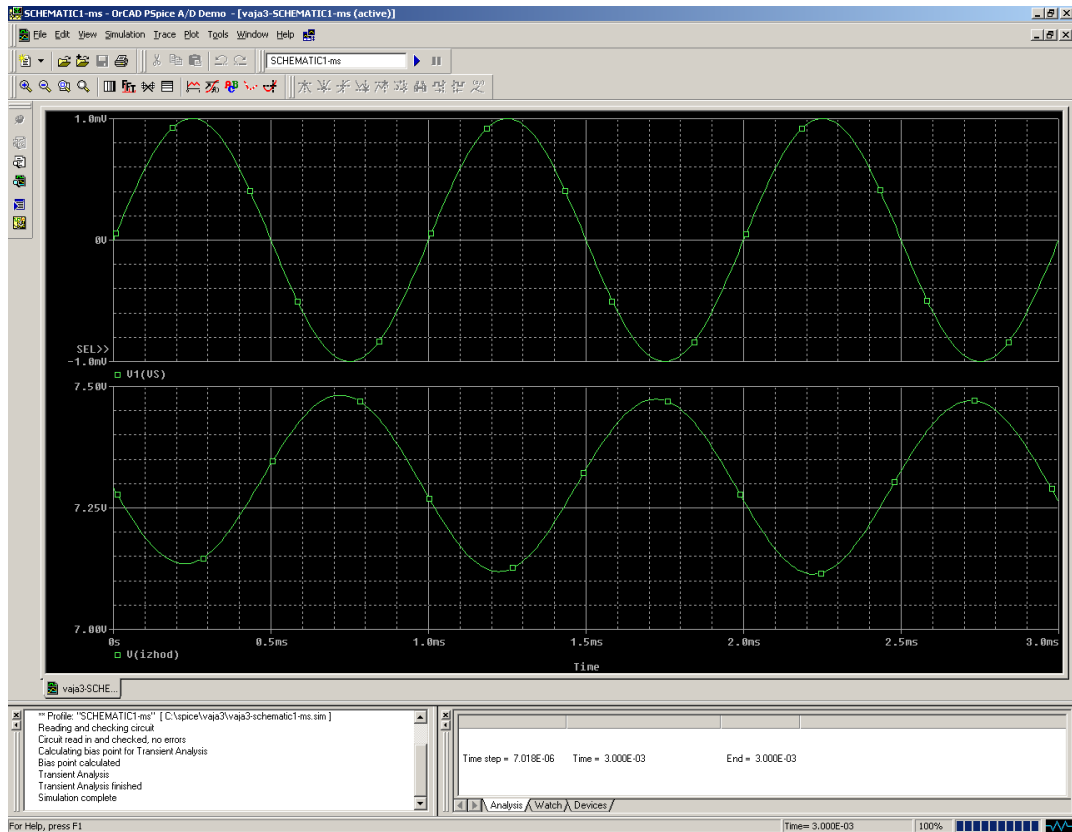 SCHEMATIC1-ms - OrCAD PSpice A/D Demo - [vaja3-SCHEMATIC1-ms (active)]
File Edit View Simulation Trace Plot Tools Window Help
SCHEMATIC1-ms
1.0mV
0V
SEL>>
-1.0mV
V1(VS)
7.50V
7.25V
7.00V
0s 0.5ms 1.0ms 1.5ms 2.0ms 2.5ms 3.0ms
V(izhod)
Time
vaja3-SCHE...
** Profile: "SCHEMATIC1-ms" [ C:\spice\vaja3\vaja3-schematic1-ms.sim ]
Reading and checking circuit
Circuit read in and checked, no errors
Calculating bias point for Transient Analysis
Bias point calculated
Transient Analysis
Transient Analysis finished
Simulation complete
Time step = 7.018E-06 Time = 3.000E-03 End = 3.000E-03
Analysis Watch Devices
For Help, press F1
Time= 3.000E-03 100%